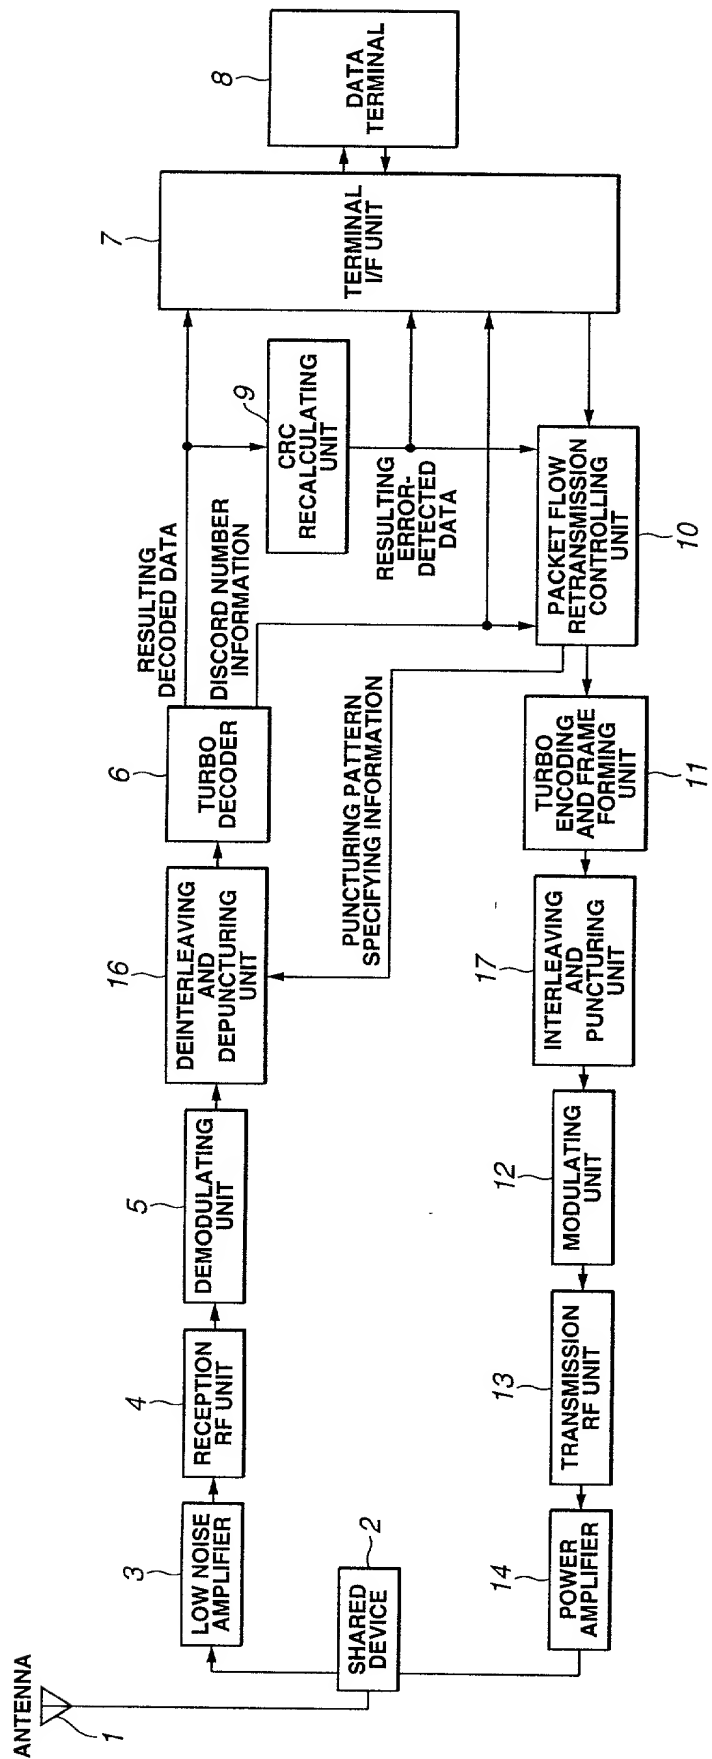 ANTENNA
1
SHARED
DEVICE
2
LOW NOISE
AMPLIFIER
3
RECEPTION
RF UNIT
4
DEMODULATING
UNIT
5
DEINTERLEAVING
AND
DEPUNCTURING
UNIT
16
TURBO
DECODER
6
RESULTING
DECODED DATA
DISCORD NUMBER
INFORMATION
CRC
RECALCULATING
UNIT
9
RESULTING
ERROR-
DETECTED
DATA
TERMINAL
I/F UNIT
7
DATA
TERMINAL
8
PUNCTURING PATTERN
SPECIFYING INFORMATION
PACKET FLOW
RETRANSMISSION
CONTROLLING
UNIT
10
TURBO
ENCODING
AND FRAME
FORMING
UNIT
11
INTERLEAVING
AND
PUNCTURING
UNIT
17
MODULATING
UNIT
12
TRANSMISSION
RF UNIT
13
POWER
AMPLIFIER
14